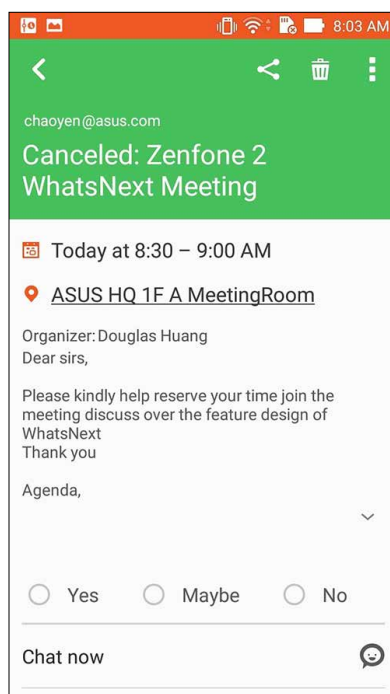 8:03 AM
chaoyen@asus.com
Canceled: Zenfone 2
WhatsNext Meeting
Today at 8:30 – 9:00 AM
ASUS HQ 1F A MeetingRoom
Organizer: Douglas Huang
Dear sirs,
Please kindly help reserve your time join the
meeting discuss over the feature design of
WhatsNext
Thank you
Agenda,
Yes Maybe No
Chat now